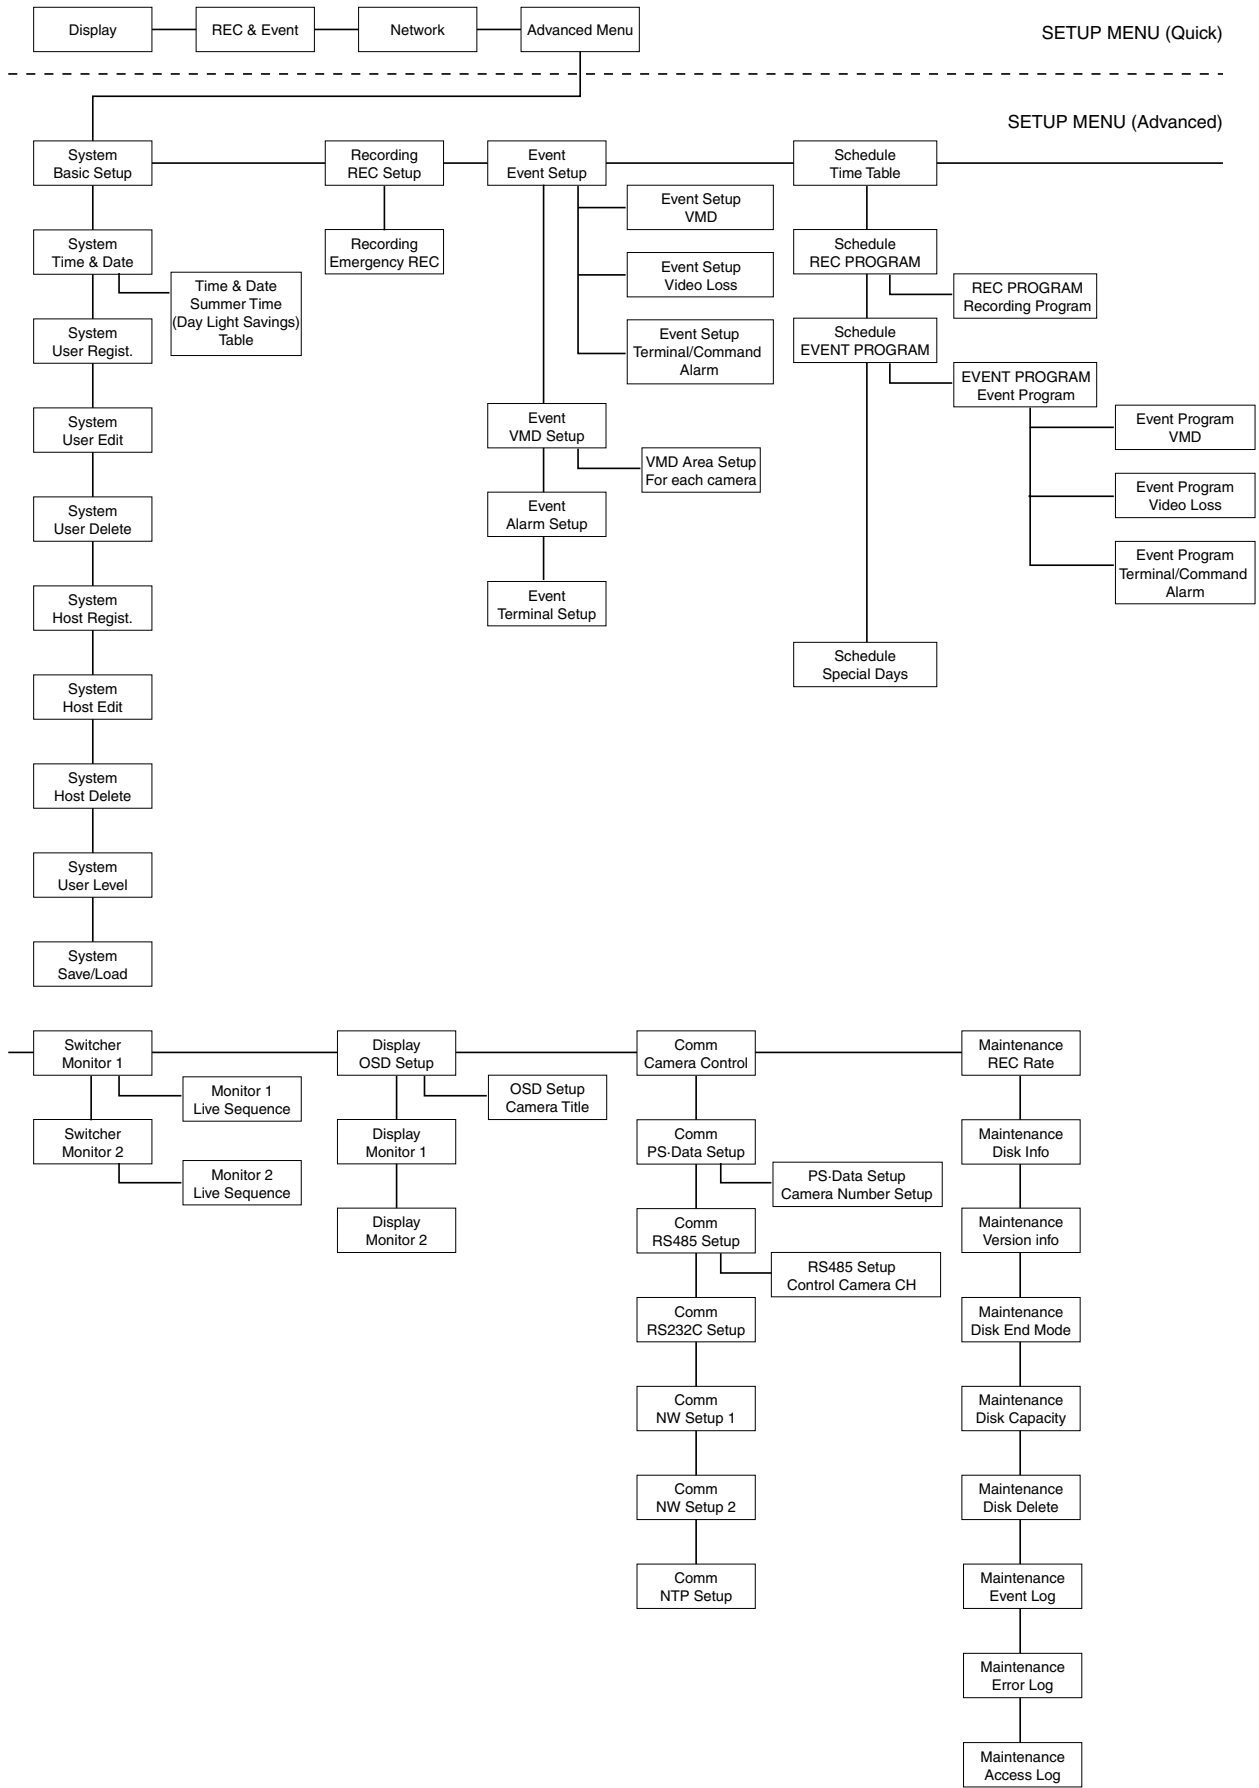 Display
REC & Event
Network
Advanced Menu
SETUP MENU (Quick)
SETUP MENU (Advanced)
System
Basic Setup
System
Time & Date
Time & Date
Summer Time
(Day Light Savings)
Table
System
User Regist.
System
User Edit
System
User Delete
System
Host Regist.
System
Host Edit
System
Host Delete
System
User Level
System
Save/Load
Recording
REC Setup
Recording
Emergency REC
Event
Event Setup
Event Setup
VMD
Event Setup
Video Loss
Event Setup
Terminal/Command
Alarm
Event
VMD Setup
VMD Area Setup
For each camera
Event
Alarm Setup
Event
Terminal Setup
Schedule
Time Table
Schedule
REC PROGRAM
REC PROGRAM
Recording Program
Schedule
EVENT PROGRAM
EVENT PROGRAM
Event Program
Event Program
VMD
Event Program
Video Loss
Event Program
Terminal/Command
Alarm
Schedule
Special Days
Switcher
Monitor 1
Monitor 1
Live Sequence
Switcher
Monitor 2
Monitor 2
Live Sequence
Display
OSD Setup
OSD Setup
Camera Title
Display
Monitor 1
Display
Monitor 2
Comm
Camera Control
Comm
PS·Data Setup
PS·Data Setup
Camera Number Setup
Comm
RS485 Setup
RS485 Setup
Control Camera CH
Comm
RS232C Setup
Comm
NW Setup 1
Comm
NW Setup 2
Comm
NTP Setup
Maintenance
REC Rate
Maintenance
Disk Info
Maintenance
Version info
Maintenance
Disk End Mode
Maintenance
Disk Capacity
Maintenance
Disk Delete
Maintenance
Event Log
Maintenance
Error Log
Maintenance
Access Log